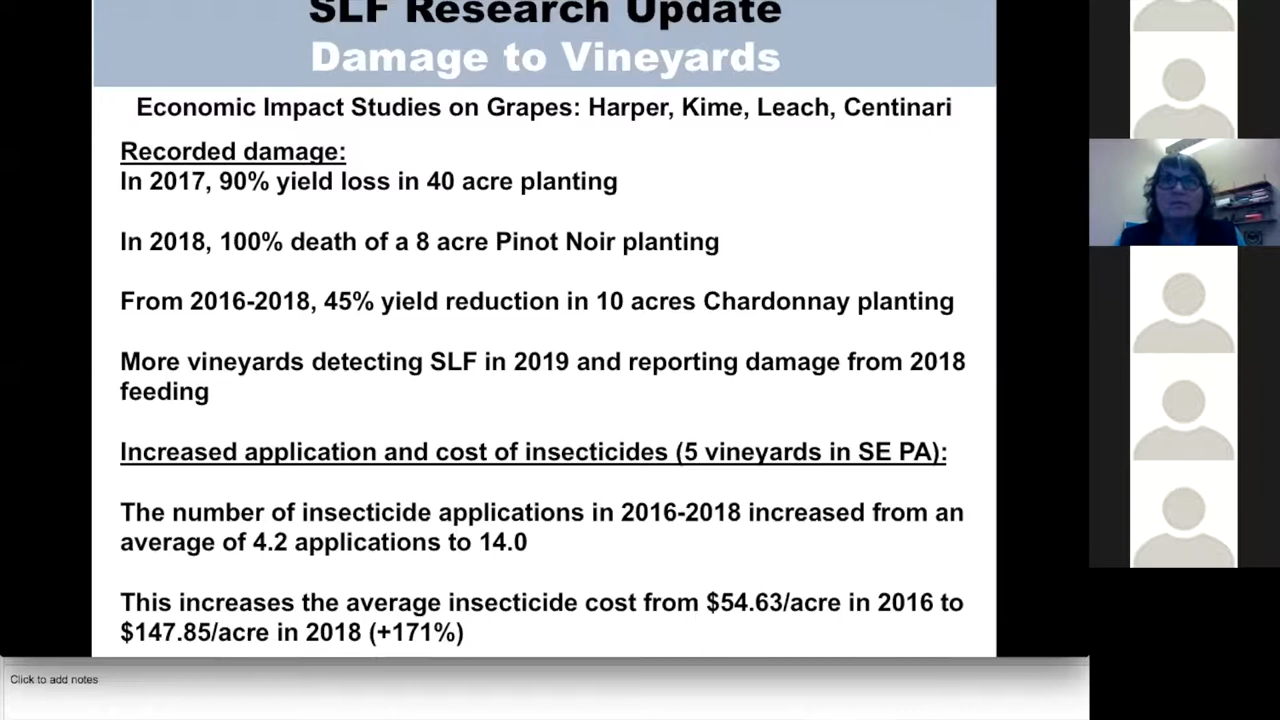 SLF Research Update
Damage to Vineyards
Economic Impact Studies on Grapes: Harper, Kime, Leach, Centinari
Recorded damage:
In 2017, 90% yield loss in 40 acre planting
In 2018, 100% death of a 8 acre Pinot Noir planting
From 2016-2018, 45% yield reduction in 10 acres Chardonnay planting
More vineyards detecting SLF in 2019 and reporting damage from 2018
feeding
Increased application and cost of insecticides (5 vineyards in SE PA):
The number of insecticide applications in 2016-2018 increased from an
average of 4.2 applications to 14.0
This increases the average insecticide cost from $54.63/acre in 2016 to
$147.85/acre in 2018 (+171%)
Click to add notes